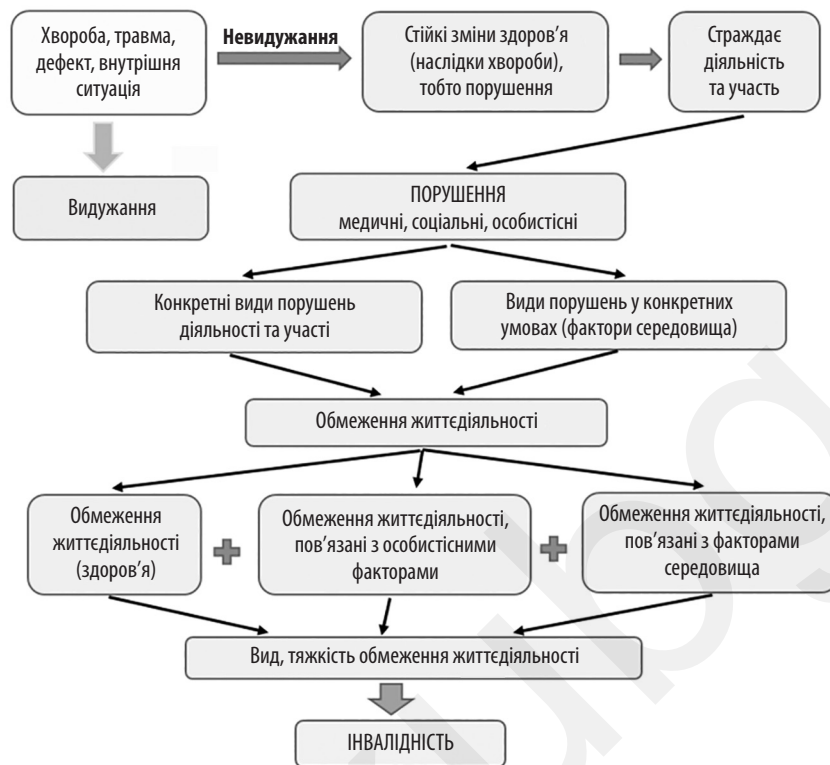 Хвороба, травма,
дефект, внутрішня
ситуація
Невидужання
Стійкі зміни здоров’я
(наслідки хвороби),
тобто порушення
Страждає
діяльність
та участь
Видужання
ПОРУШЕННЯ
медичні, соціальні, особистісні
Конкретні види порушень
діяльності та участі
Види порушень у конкретних
умовах (фактори середовища)
Обмеження життєдіяльності
Обмеження
життєдіяльності
(здоров’я)
Обмеження життєдіяльності,
пов’язані з особистісними
факторами
Обмеження життєдіяльності,
пов’язані з факторами
середовища
Вид, тяжкість обмеження життєдіяльності
ІНВАЛІДНІСТЬ